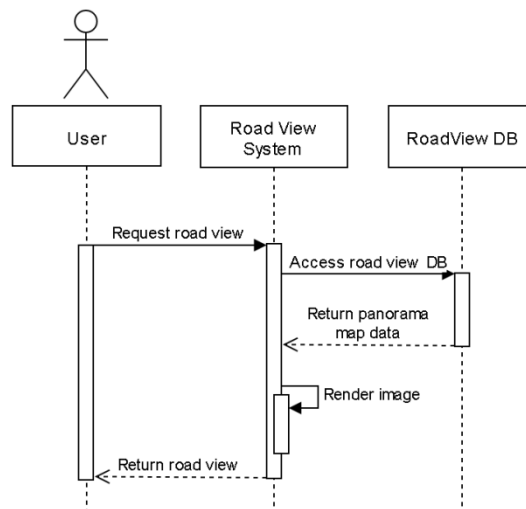 User
Road View
System
RoadView DB
Request road view
Access road view DB
Return panorama
map data
Render image
Return road view